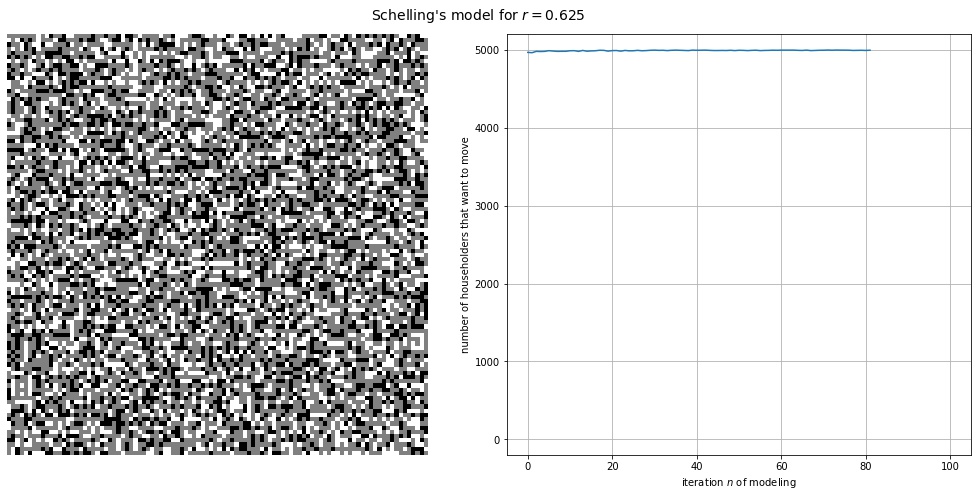 Schelling's model for r = 0.625
number of householders that want to move
5000
4000
3000
2000
1000
0
0 20 40 60 80 100
iteration n of modeling